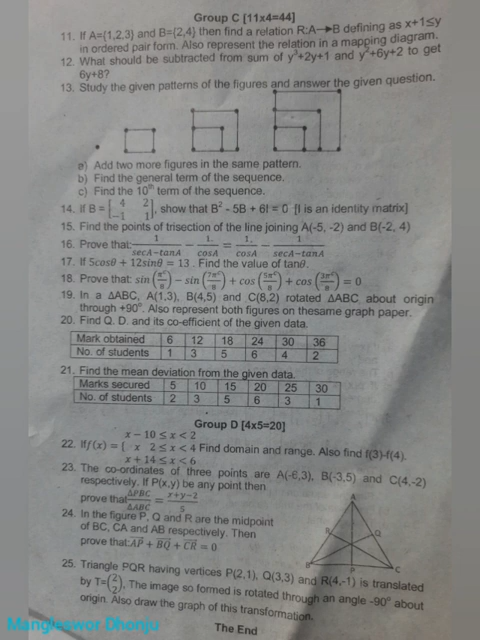 Group C [11x4=44]
11. If A={1,2,3} and B={2,4} then find a relation R:A→B defining as x+1≤y
in ordered pair form. Also represent the relation in a mapping diagram.
12. What should be subtracted from sum of y³+2y+1 and y²+6y+2 to get
6y+8?
13. Study the given patterns of the figures and answer the given question.
a) Add two more figures in the same pattern.
b) Find the general term of the sequence.
c) Find the 10th term of the sequence.
14. If B = [4 2 -1 1], show that B² - 5B + 6I = 0 [I is an identity matrix]
15. Find the points of trisection of the line joining A(-5, -2) and B(-2, 4)
16. Prove that: 1/(secA-tanA) - 1/cosA = 1/cosA - 1/(secA-tanA)
17. If 5cosθ + 12sinθ = 13. Find the value of tanθ.
18. Prove that: sin(πᶜ/8) - sin(7πᶜ/8) + cos(5πᶜ/8) + cos(3πᶜ/8) = 0
19. In a ΔABC, A(1,3), B(4,5) and C(8,2) rotated ΔABC about origin
through +90°. Also represent both figures on thesame graph paper.
20. Find Q. D. and its co-efficient of the given data.
Mark obtained 6 12 18 24 30 36
No. of students 1 3 5 6 4 2
21. Find the mean deviation from the given data.
Marks secured 5 10 15 20 25 30
No. of students 2 3 5 6 3 1
Group D [4x5=20]
x - 1 0 ≤ x < 2
22. If f(x) = { x 2 ≤ x < 4 Find domain and range. Also find f(3)-f(4).
x + 1 4 ≤ x < 6
23. The co-ordinates of three points are A(-6,3), B(-3,5) and C(4,-2)
respectively. If P(x,y) be any point then
prove that ΔPBC/ΔABC = (x+y-2)/5
24. In the figure P, Q and R are the midpoint
of BC, CA and AB respectively. Then
prove that: AP + BQ + CR = 0
A
R
Q
B
P
C
25. Triangle PQR having vertices P(2,1), Q(3,3) and R(4,-1) is translated
by T=(2 2). The image so formed is rotated through an angle -90° about
origin. Also draw the graph of this transformation.
The End
Mangleswor Dhonju